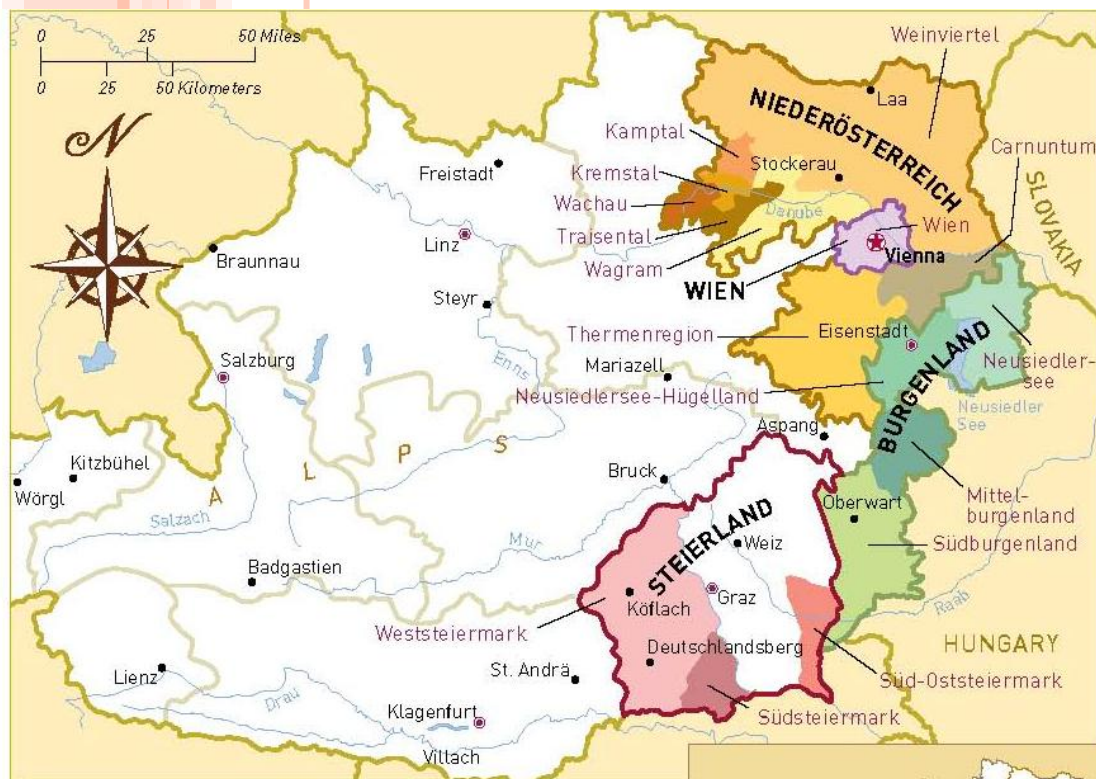 0 25 50 Miles
0 25 50 Kilometers
N
Weinviertel
NIEDERÖSTERREICH
Laa
Kamptal
Carnuntum
Stockerau
Freistadt
Kremstal
SLOVAKIA
Wachau
Danube
Wien
Traisental
Linz
Vienna
Braunnau
Wagram
WIEN
Steyr
Thermenregion
Eisenstadt
BURGENLAND
Salzburg
Enns
Mariazell
Neusiedler-
see
Neusiedlersee-Hügelland
Neusiedler
See
Aspang
A L P S
Kitzbühel
Bruck
Wörgl
Mittel-
burgenland
Oberwart
Salzach
STEIERLAND
Südburgenland
Mur
Weiz
Badgastien
Graz
Raab
Köflach
Weststeiermark
HUNGARY
Deutschlandsberg
St. Andrä
Lienz
Süd-Oststeiermark
Drau
Klagenfurt
Südsteiermark
Villach